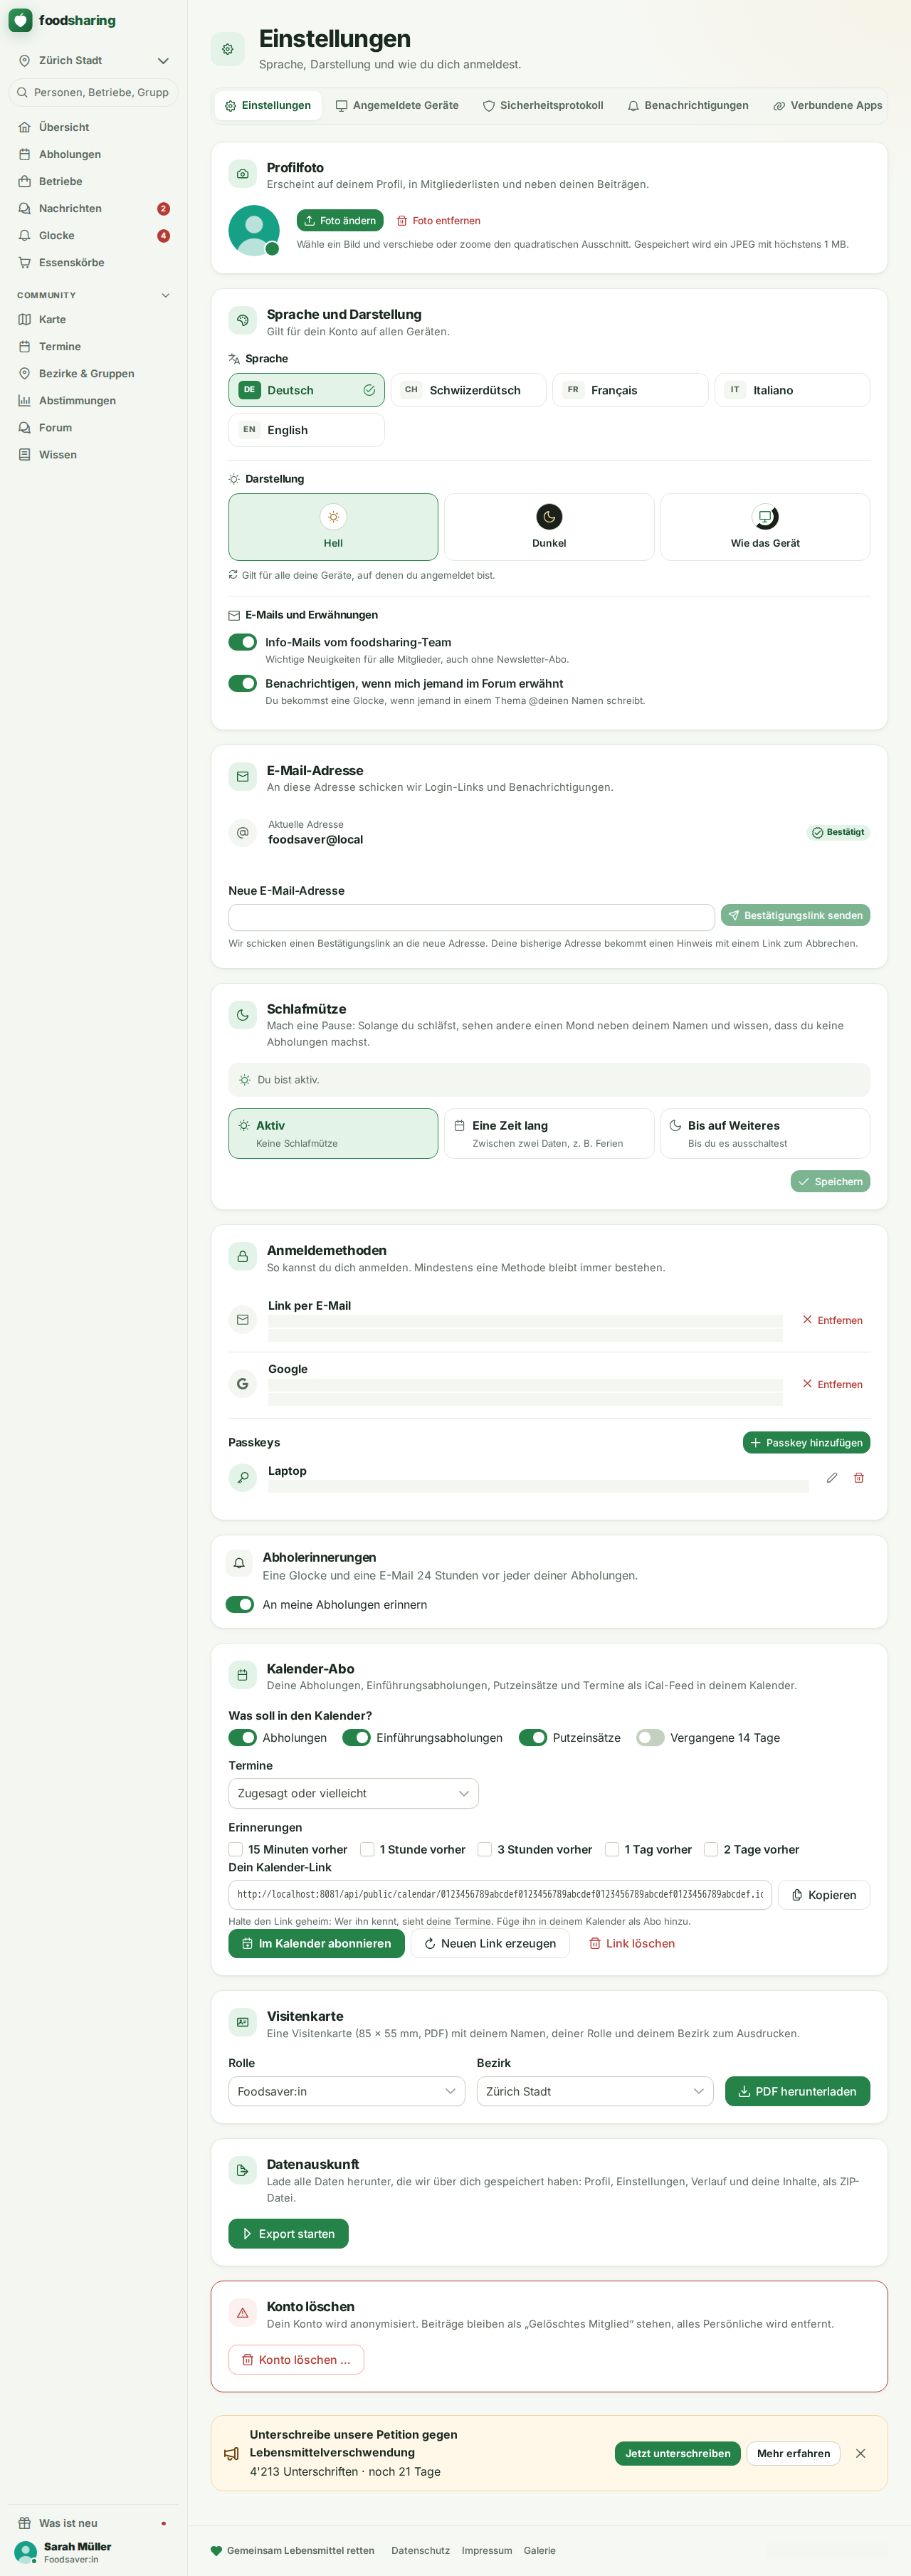 foodsharing
Zürich Stadt
Personen, Betriebe, Grupp
Übersicht
Abholungen
Betriebe
Nachrichten 2
Glocke 4
Essenskörbe
COMMUNITY
Karte
Termine
Bezirke & Gruppen
Abstimmungen
Forum
Wissen
Was ist neu
Sarah Müller
Foodsaver:in
Einstellungen
Sprache, Darstellung und wie du dich anmeldest.
Einstellungen Angemeldete Geräte Sicherheitsprotokoll Benachrichtigungen Verbundene Apps
Profilfoto
Erscheint auf deinem Profil, in Mitgliederlisten und neben deinen Beiträgen.
Foto ändern Foto entfernen
Wähle ein Bild und verschiebe oder zoome den quadratischen Ausschnitt. Gespeichert wird ein JPEG mit höchstens 1 MB.
Sprache und Darstellung
Gilt für dein Konto auf allen Geräten.
Sprache
DE Deutsch CH Schwiizerdütsch FR Français IT Italiano
EN English
Darstellung
Hell Dunkel Wie das Gerät
Gilt für alle deine Geräte, auf denen du angemeldet bist.
E-Mails und Erwähnungen
Info-Mails vom foodsharing-Team
Wichtige Neuigkeiten für alle Mitglieder, auch ohne Newsletter-Abo.
Benachrichtigen, wenn mich jemand im Forum erwähnt
Du bekommst eine Glocke, wenn jemand in einem Thema @deinen Namen schreibt.
E-Mail-Adresse
An diese Adresse schicken wir Login-Links und Benachrichtigungen.
Aktuelle Adresse
foodsaver@local
Bestätigt
Neue E-Mail-Adresse
Bestätigungslink senden
Wir schicken einen Bestätigungslink an die neue Adresse. Deine bisherige Adresse bekommt einen Hinweis mit einem Link zum Abbrechen.
Schlafmütze
Mach eine Pause: Solange du schläfst, sehen andere einen Mond neben deinem Namen und wissen, dass du keine
Abholungen machst.
Du bist aktiv.
Aktiv Eine Zeit lang Bis auf Weiteres
Keine Schlafmütze Zwischen zwei Daten, z. B. Ferien Bis du es ausschaltest
Speichern
Anmeldemethoden
So kannst du dich anmelden. Mindestens eine Methode bleibt immer bestehen.
Link per E-Mail
Entfernen
Google
Entfernen
Passkeys Passkey hinzufügen
Laptop
Abholerinnerungen
Eine Glocke und eine E-Mail 24 Stunden vor jeder deiner Abholungen.
An meine Abholungen erinnern
Kalender-Abo
Deine Abholungen, Einführungsabholungen, Putzeinsätze und Termine als iCal-Feed in deinem Kalender.
Was soll in den Kalender?
Abholungen Einführungsabholungen Putzeinsätze Vergangene 14 Tage
Termine
Zugesagt oder vielleicht
Erinnerungen
15 Minuten vorher 1 Stunde vorher 3 Stunden vorher 1 Tag vorher 2 Tage vorher
Dein Kalender-Link
http://localhost:8081/api/public/calendar/0123456789abcdef0123456789abcdef0123456789abcdef0123456789abcdef.ic Kopieren
Halte den Link geheim: Wer ihn kennt, sieht deine Termine. Füge ihn in deinem Kalender als Abo hinzu.
Im Kalender abonnieren Neuen Link erzeugen Link löschen
Visitenkarte
Eine Visitenkarte (85 × 55 mm, PDF) mit deinem Namen, deiner Rolle und deinem Bezirk zum Ausdrucken.
Rolle Bezirk
Foodsaver:in Zürich Stadt PDF herunterladen
Datenauskunft
Lade alle Daten herunter, die wir über dich gespeichert haben: Profil, Einstellungen, Verlauf und deine Inhalte, als ZIP-
Datei.
Export starten
Konto löschen
Dein Konto wird anonymisiert. Beiträge bleiben als „Gelöschtes Mitglied“ stehen, alles Persönliche wird entfernt.
Konto löschen …
Unterschreibe unsere Petition gegen
Lebensmittelverschwendung
4'213 Unterschriften · noch 21 Tage
Jetzt unterschreiben Mehr erfahren
Gemeinsam Lebensmittel retten Datenschutz Impressum Galerie